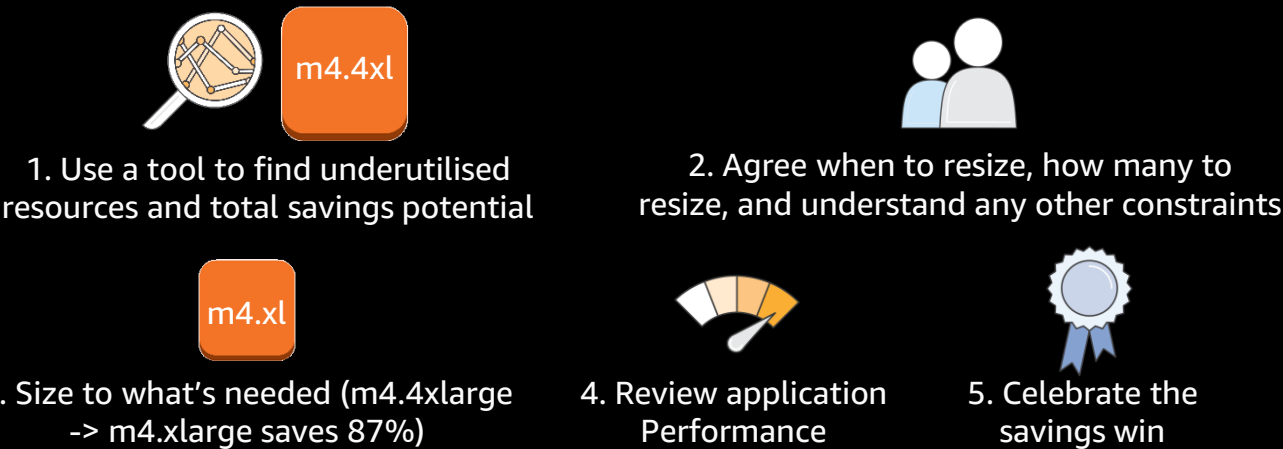 m4.4xl
1. Use a tool to find underutilised
resources and total savings potential
2. Agree when to resize, how many to
resize, and understand any other constraints
m4.xl
. Size to what's needed (m4.4xlarge
-> m4.xlarge saves 87%)
4. Review application
Performance
5. Celebrate the
savings win